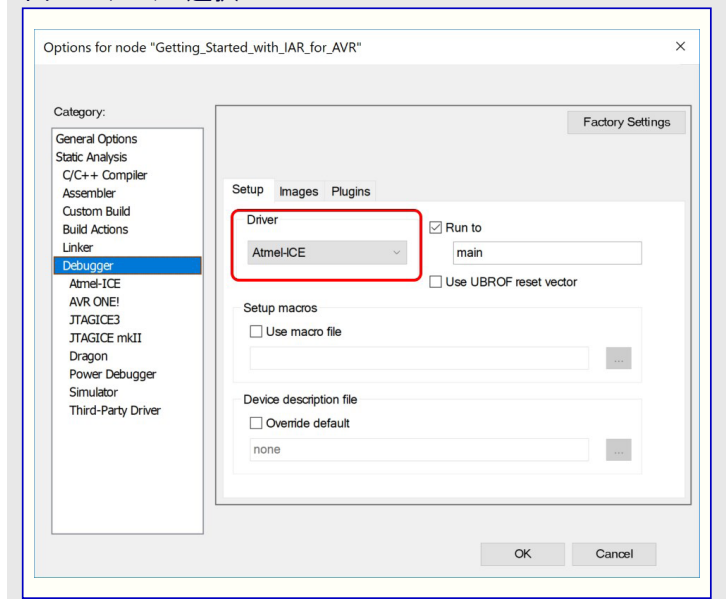 Options for node "Getting_Started_with_IAR_for_AVR"
Category:
Factory Settings
General Options
Static Analysis
C/C++ Compiler
Assembler
Custom Build
Build Actions
Linker
Debugger
Atmel-ICE
AVR ONE!
JTAGICE3
JTAGICE mkII
Dragon
Power Debugger
Simulator
Third-Party Driver
Setup Images Plugins
Driver
Atmel-ICE
Run to
main
Use UBROF reset vector
Setup macros
Use macro file
...
Device description file
Override default
none
...
OK Cancel